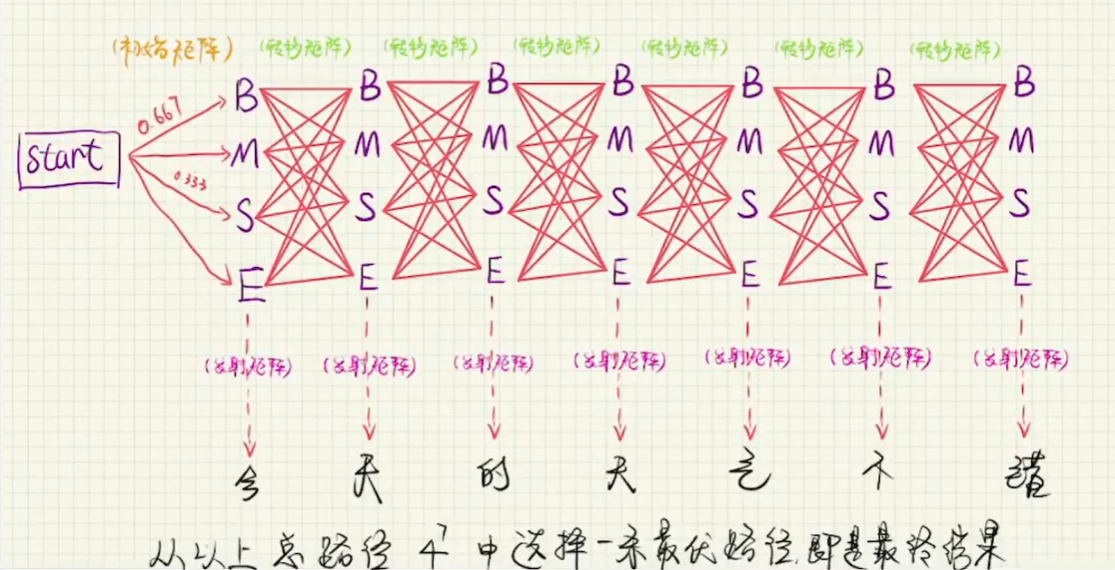 (初始矩阵) (转移矩阵) (转移矩阵) (转移矩阵) (转移矩阵) (转移矩阵) (转移矩阵)
B B B B B B B
0.667
start M M M M M M M
0.333
S S S S S S S
E E E E E E E
(发射矩阵) (发射矩阵) (发射矩阵) (发射矩阵) (发射矩阵) (发射矩阵) (发射矩阵)
今 天 的 天 气 不 错
从以上总路径 中选择一条最优路径,即是最终结果